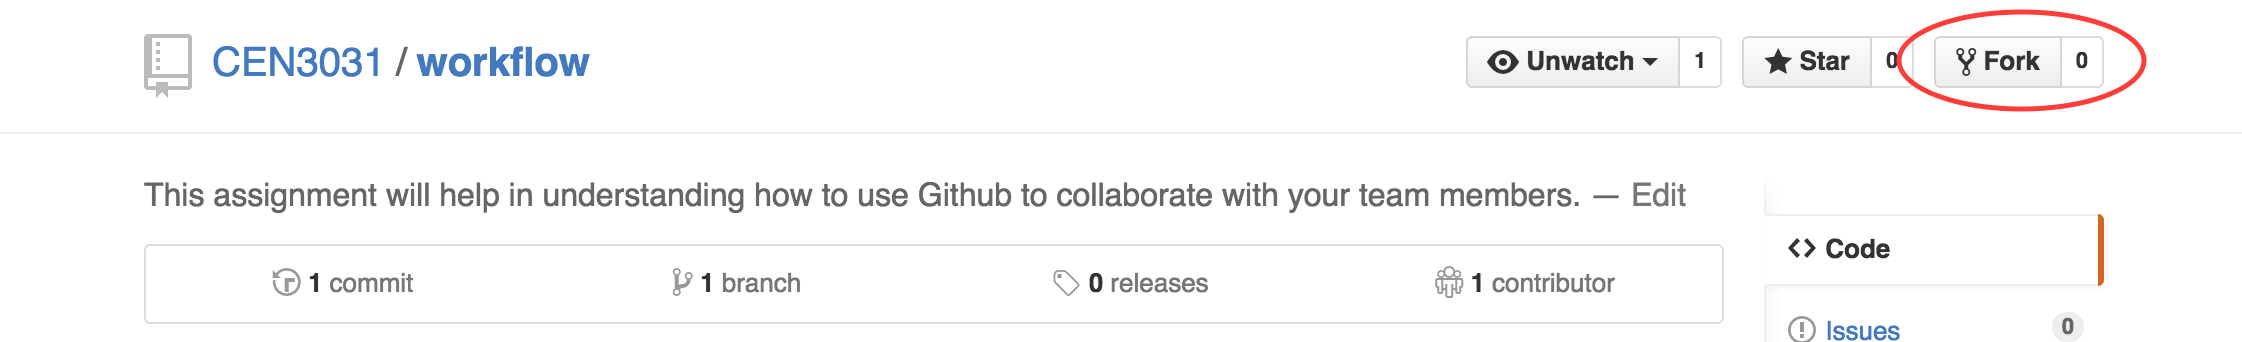 CEN3031 / workflow
Unwatch 1
Star 0
Fork 0
This assignment will help in understanding how to use Github to collaborate with your team members. — Edit
1 commit
1 branch
0 releases
1 contributor
Code
Issues 0